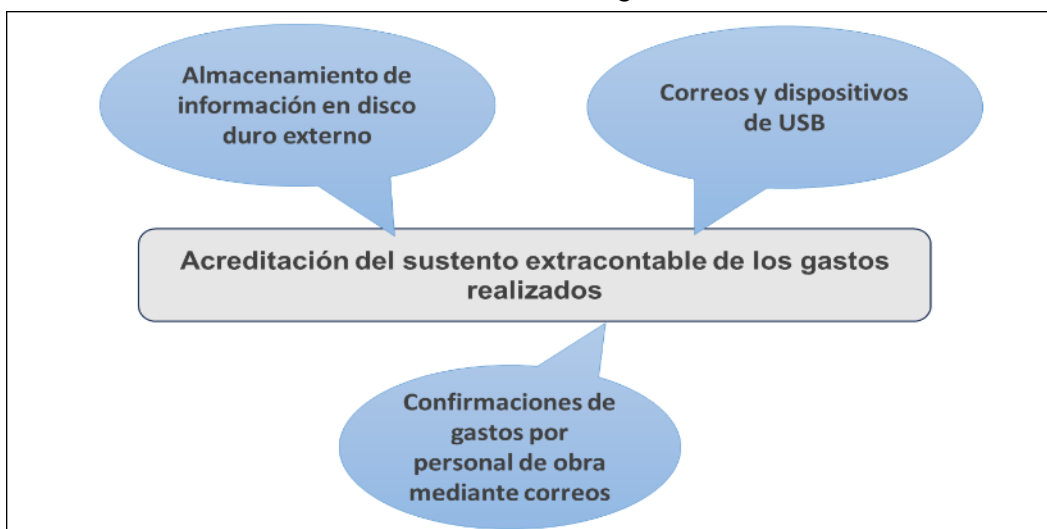 Almacenamiento de
información en disco
duro externo
Correos y dispositivos
de USB
Acreditación del sustento extracontable de los gastos
realizados
Confirmaciones de
gastos por
personal de obra
mediante correos